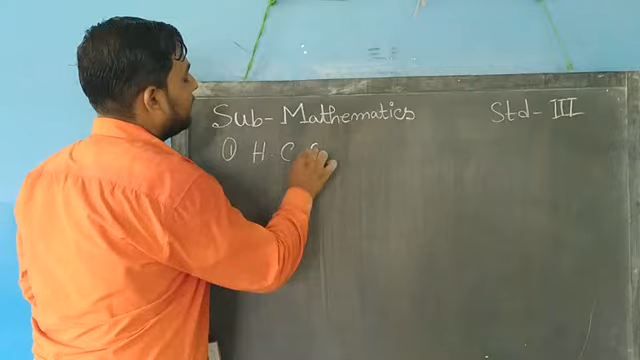 Sub- Mathematics Std- III
① H. C